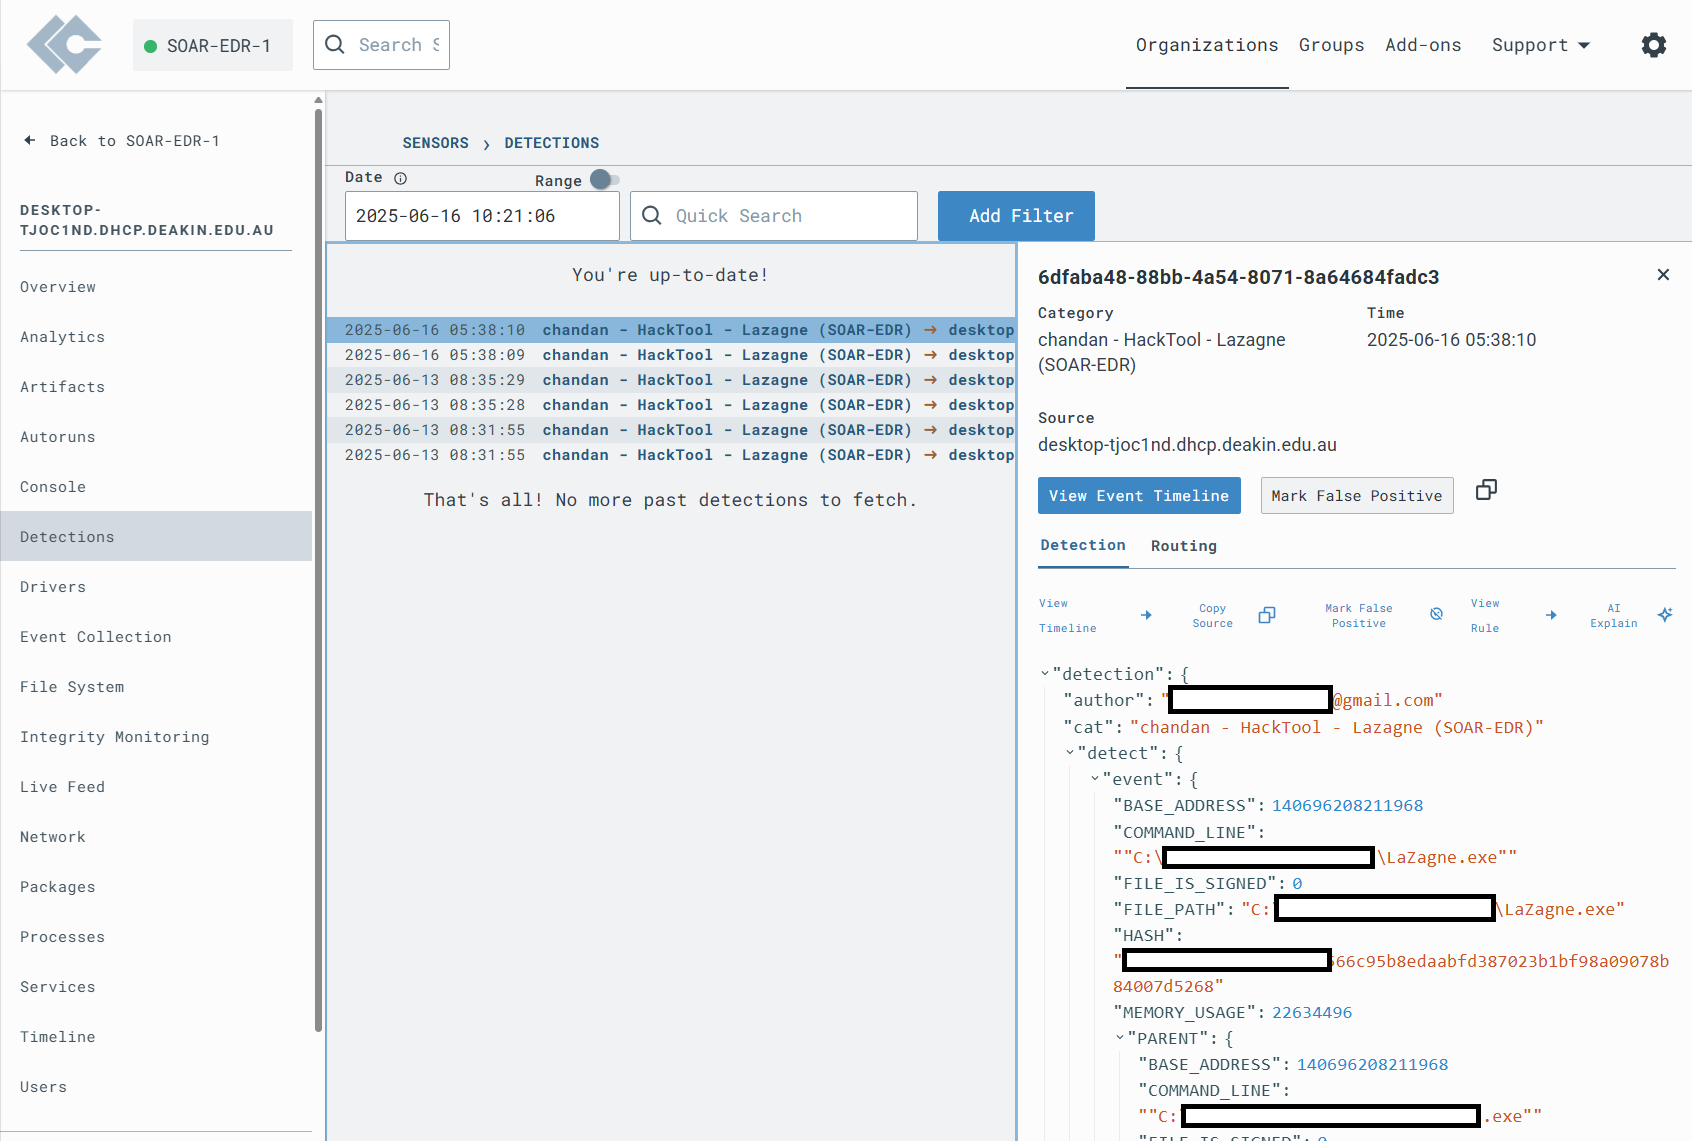 SOAR-EDR-1
Search S
Organizations
Groups
Add-ons
Support
Back to SOAR-EDR-1
DESKTOP-
TJOC1ND.DHCP.DEAKIN.EDU.AU
Overview
Analytics
Artifacts
Autoruns
Console
Detections
Drivers
Event Collection
File System
Integrity Monitoring
Live Feed
Network
Packages
Processes
Services
Timeline
Users
SENSORS › DETECTIONS
Date
Range
2025-06-16 10:21:06
Quick Search
Add Filter
You're up-to-date!
2025-06-16 05:38:10 chandan - HackTool - Lazagne (SOAR-EDR) → desktop
2025-06-16 05:38:09 chandan - HackTool - Lazagne (SOAR-EDR) → desktop
2025-06-13 08:35:29 chandan - HackTool - Lazagne (SOAR-EDR) → desktop
2025-06-13 08:35:28 chandan - HackTool - Lazagne (SOAR-EDR) → desktop
2025-06-13 08:31:55 chandan - HackTool - Lazagne (SOAR-EDR) → desktop
2025-06-13 08:31:55 chandan - HackTool - Lazagne (SOAR-EDR) → desktop
That's all! No more past detections to fetch.
6dfaba48-88bb-4a54-8071-8a64684fadc3
Category
chandan - HackTool - Lazagne
(SOAR-EDR)
Time
2025-06-16 05:38:10
Source
desktop-tjoc1nd.dhcp.deakin.edu.au
View Event Timeline
Mark False Positive
Detection
Routing
View
Timeline
Copy
Source
Mark False
Positive
View
Rule
AI
Explain
"detection": {
"author": "@gmail.com"
"cat": "chandan - HackTool - Lazagne (SOAR-EDR)"
"detect": {
"event": {
"BASE_ADDRESS": 140696208211968
"COMMAND_LINE":
""C:\ \LaZagne.exe""
"FILE_IS_SIGNED": 0
"FILE_PATH": "C: \LaZagne.exe"
"HASH":
" 66c95b8edaabfd387023b1bf98a09078b
84007d5268"
"MEMORY_USAGE": 22634496
"PARENT": {
"BASE_ADDRESS": 140696208211968
"COMMAND_LINE":
""C: .exe""
"FILE_IS_SIGNED": 0